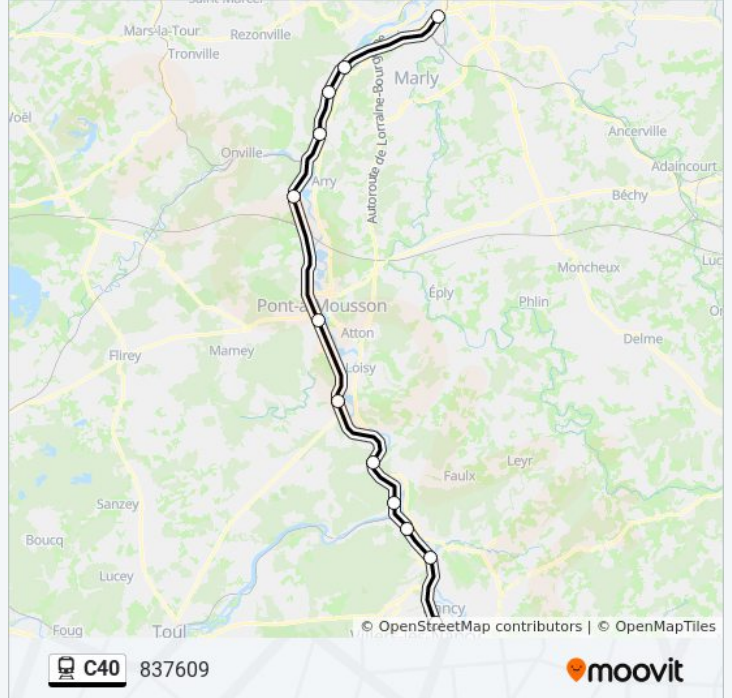 Mars-la-Tour
Rezonville
Tronville
Marly
Ancerville
Onville
Adaincourt
Arry
Autoroute de Lorraine-Bourgogne
Béchy
Moncheux
Éply
Phlin
Pont-à-Mousson
Atton
Delme
Mamey
Flirey
Loisy
Leyr
Faulx
Sanzey
Boucq
Lucey
Foug
Toul
© OpenStreetMap contributors | © OpenMapTiles
C40 837609 moovit